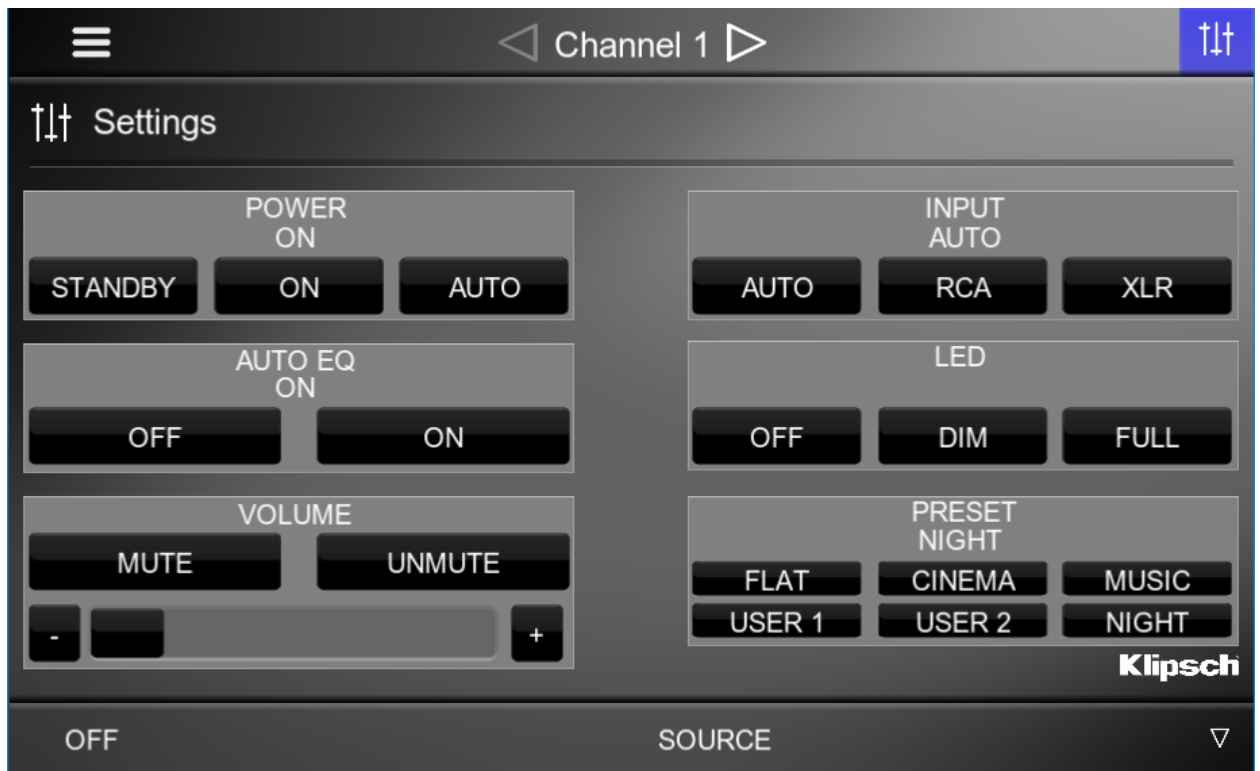 Channel 1
Settings
POWER
ON
STANDBY ON AUTO
INPUT
AUTO
AUTO RCA XLR
AUTO EQ
ON
OFF ON
LED
OFF DIM FULL
VOLUME
MUTE UNMUTE
- +
PRESET
NIGHT
FLAT CINEMA MUSIC
USER 1 USER 2 NIGHT
Klipsch
OFF SOURCE